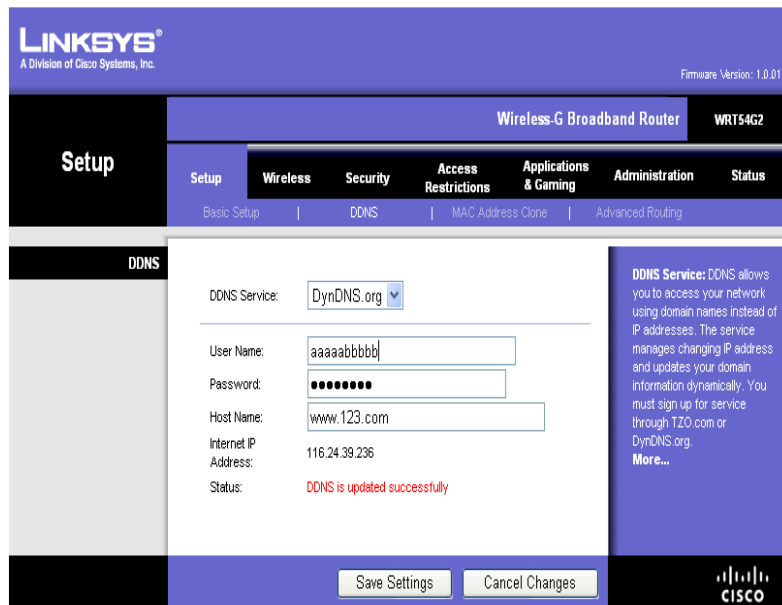 LINKSYS®
A Division of Cisco Systems, Inc.
Firmware Version: 1.0.01
Wireless-G Broadband Router WRT54G2
Setup
Setup Wireless Security Access Restrictions Applications & Gaming Administration Status
Basic Setup | DDNS | MAC Address Clone | Advanced Routing
DDNS
DDNS Service: DynDNS.org
User Name: aaaaabbbbb
Password: ●●●●●●●●
Host Name: www.123.com
Internet IP
Address: 116.24.39.236
Status: DDNS is updated successfully
DDNS Service: DDNS allows
you to access your network
using domain names instead of
IP addresses. The service
manages changing IP address
and updates your domain
information dynamically. You
must sign up for service
through TZO.com or
DynDNS.org.
More...
Save Settings Cancel Changes
CISCO